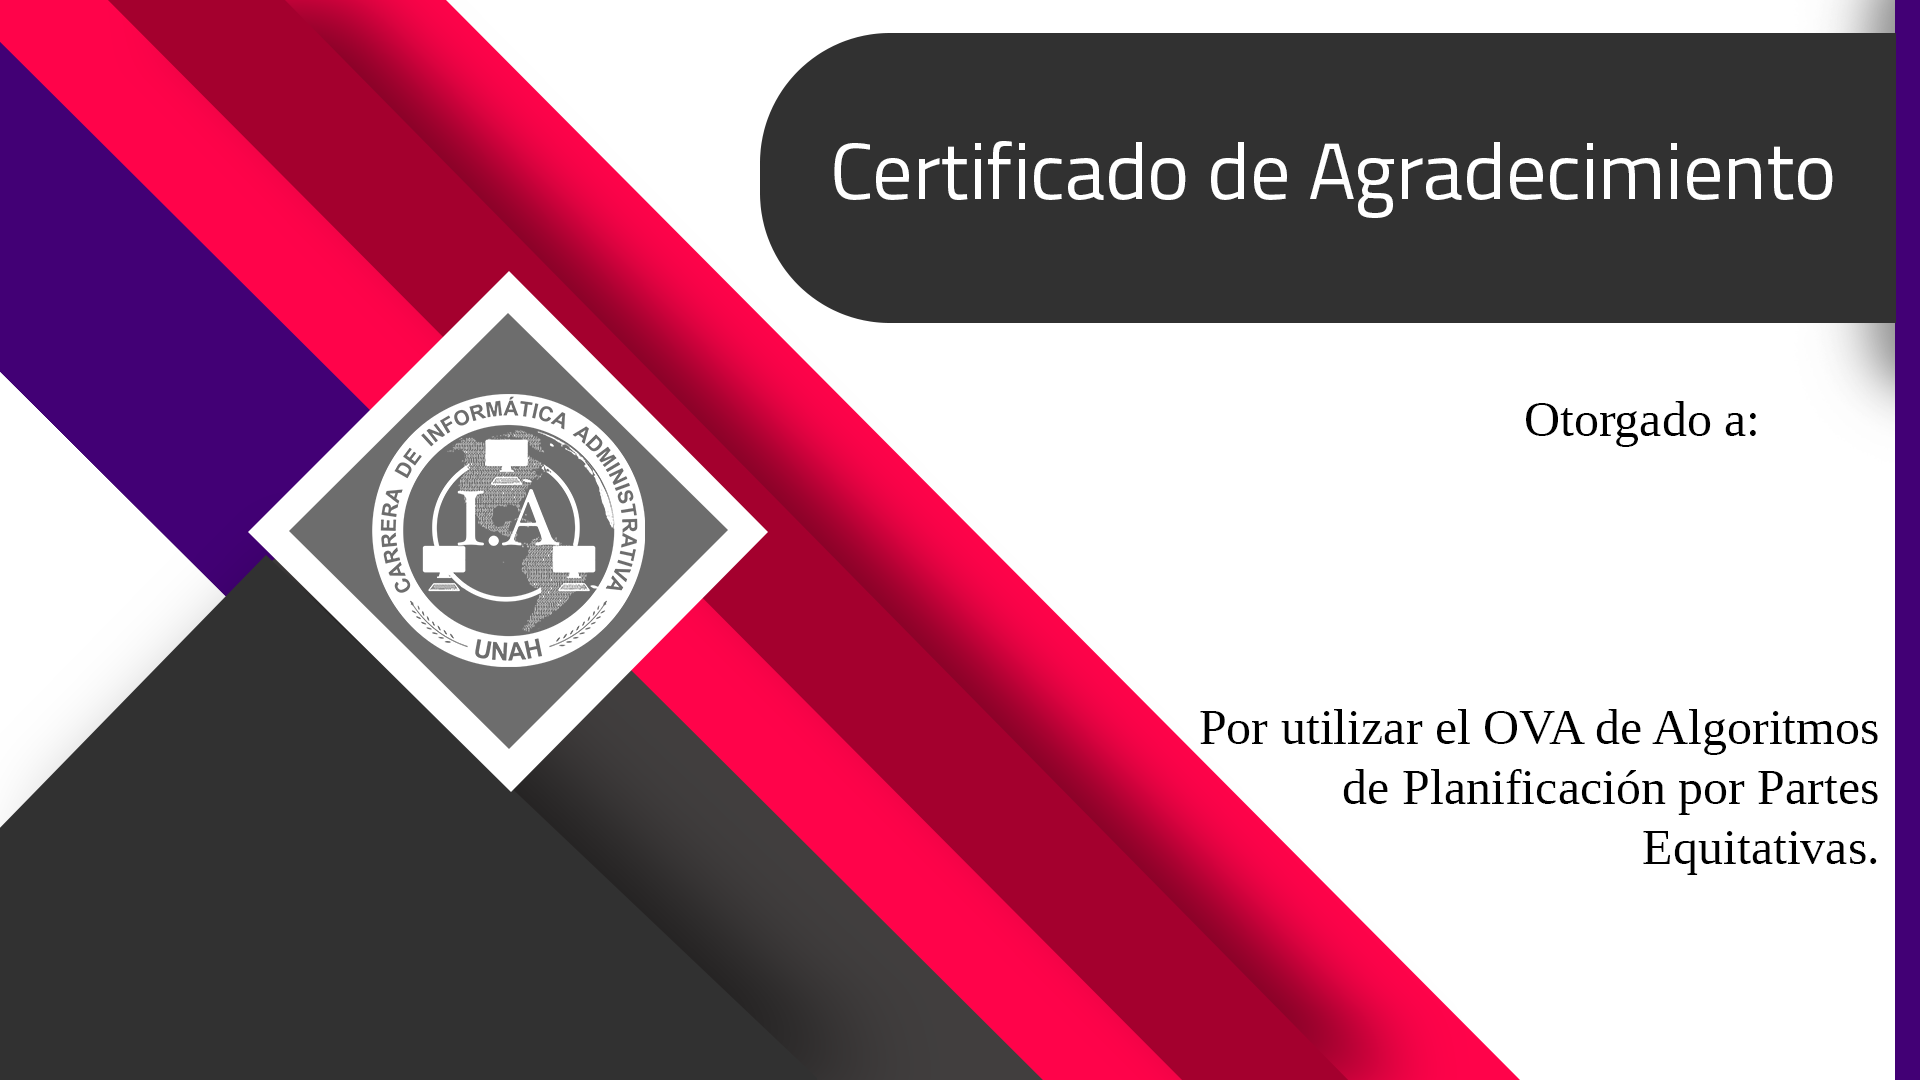 Certificado de Agradecimiento
Otorgado a:
CARRERA DE INFORMÁTICA ADMINISTRATIVA
I.A
UNAH
Por utilizar el OVA de Algoritmos
de Planificación por Partes
Equitativas.